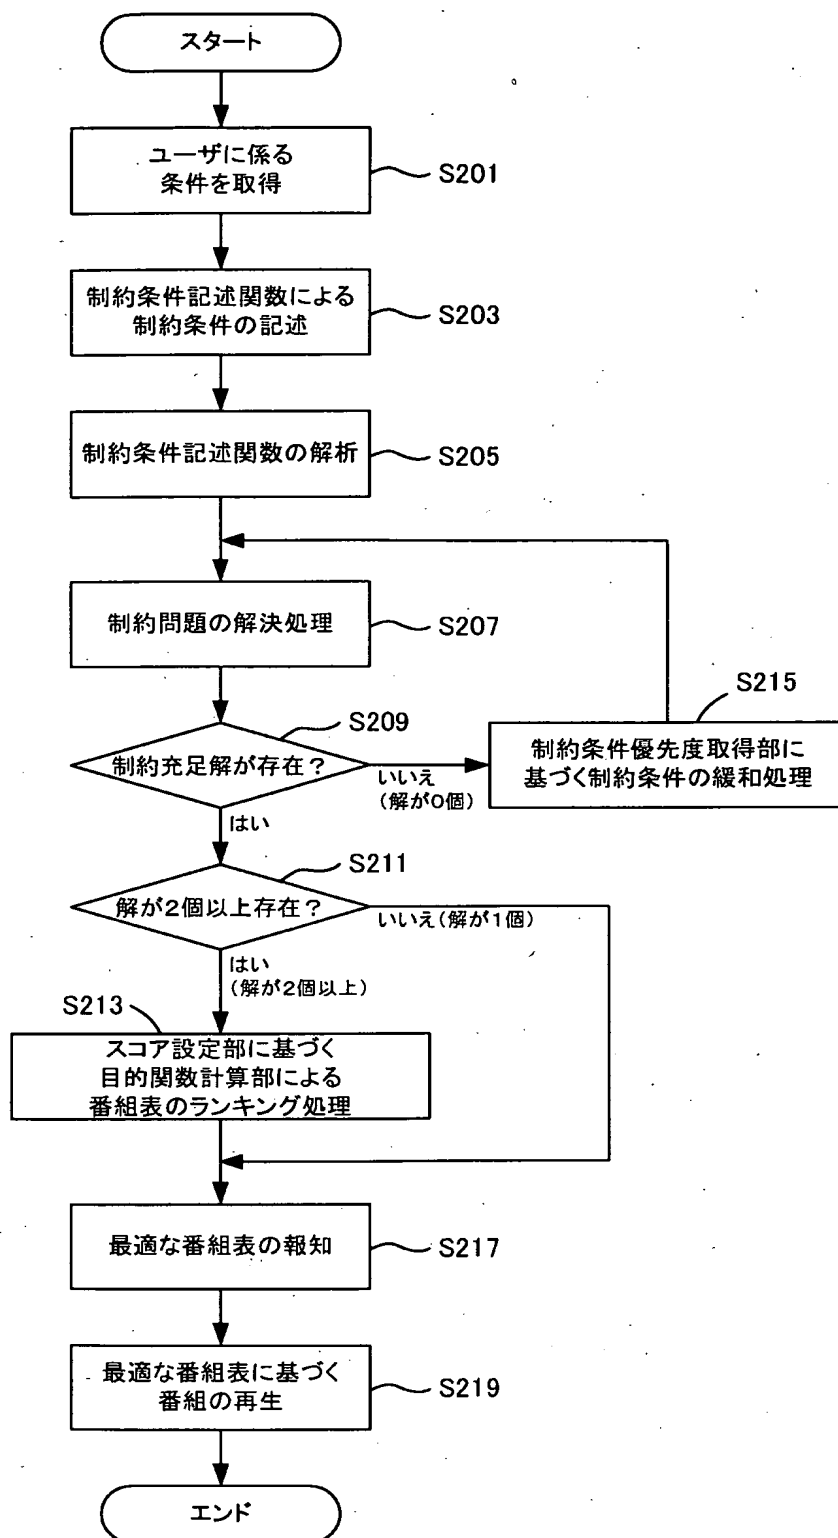 スタート
ユーザに係る
条件を取得
S201
制約条件記述関数による
制約条件の記述
S203
制約条件記述関数の解析
S205
制約問題の解決処理
S207
S209
制約充足解が存在？
いいえ
（解が0個）
S215
制約条件優先度取得部に
基づく制約条件の緩和処理
はい
S211
解が2個以上存在？
いいえ（解が1個）
はい
（解が2個以上）
S213
スコア設定部に基づく
目的関数計算部による
番組表のランキング処理
最適な番組表の報知
S217
最適な番組表に基づく
番組の再生
S219
エンド